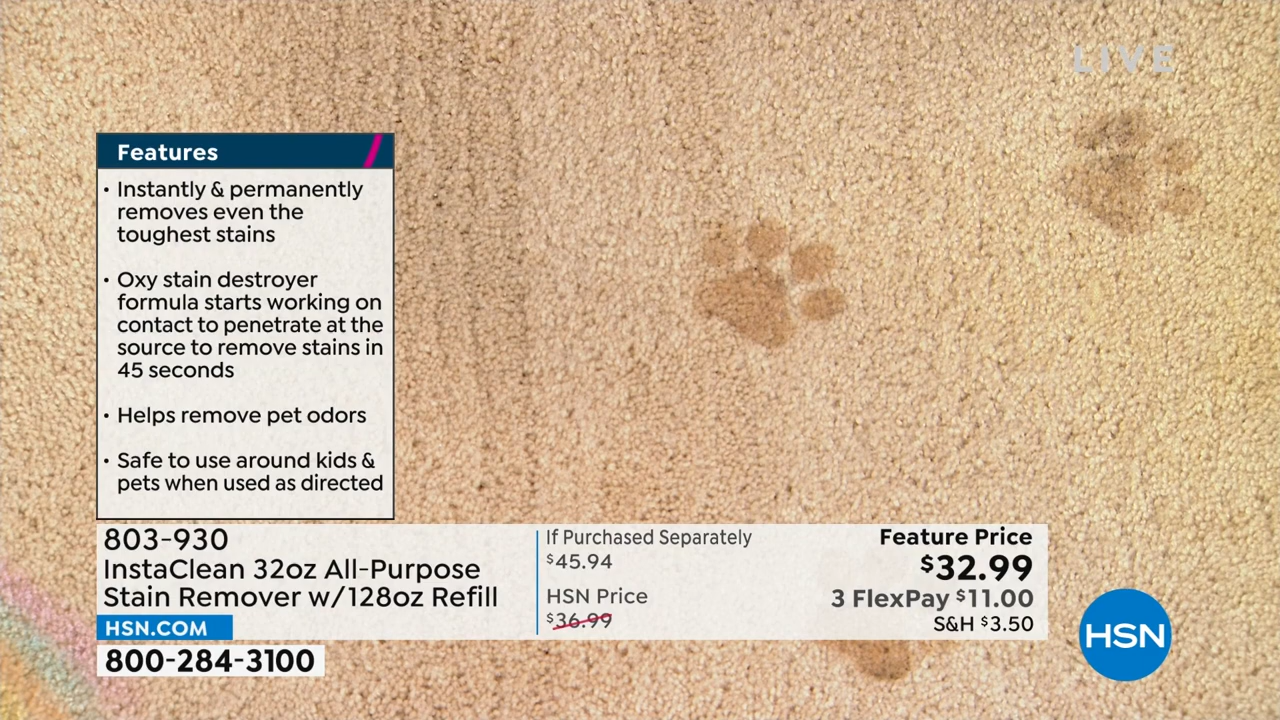 LIVE
Features
• Instantly & permanently
removes even the
toughest stains
• Oxy stain destroyer
formula starts working on
contact to penetrate at the
source to remove stains in
45 seconds
• Helps remove pet odors
• Safe to use around kids &
pets when used as directed
803-930
InstaClean 32oz All-Purpose
Stain Remover w/128oz Refill
HSN.COM
800-284-3100
If Purchased Separately
$45.94
HSN Price
$36.99
Feature Price
$32.99
3 FlexPay $11.00
S&H $3.50
HSN